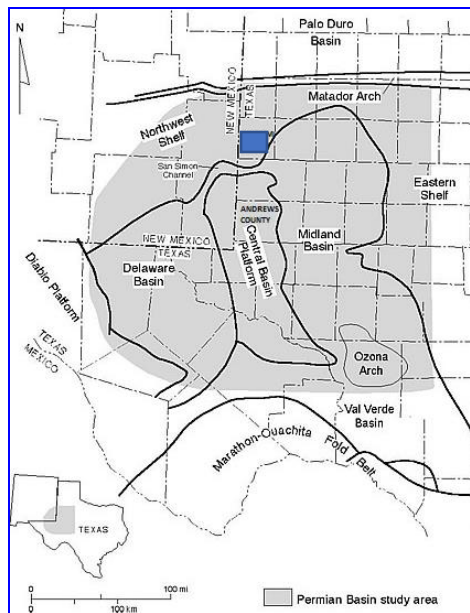 N
Palo Duro
Basin
NEW MEXICO
TEXAS
Matador Arch
Northwest
Shelf
San Simon
Channel
Eastern
Shelf
ANDREWS
COUNTY
Central Basin
Platform
Midland
Basin
NEW MEXICO
TEXAS
Delaware
Basin
Diablo Platform
TEXAS
MEXICO
Ozona
Arch
Val Verde
Basin
Marathon-Ouachita Fold Belt
TEXAS
0 100 mi
0 100 km
Permian Basin study area